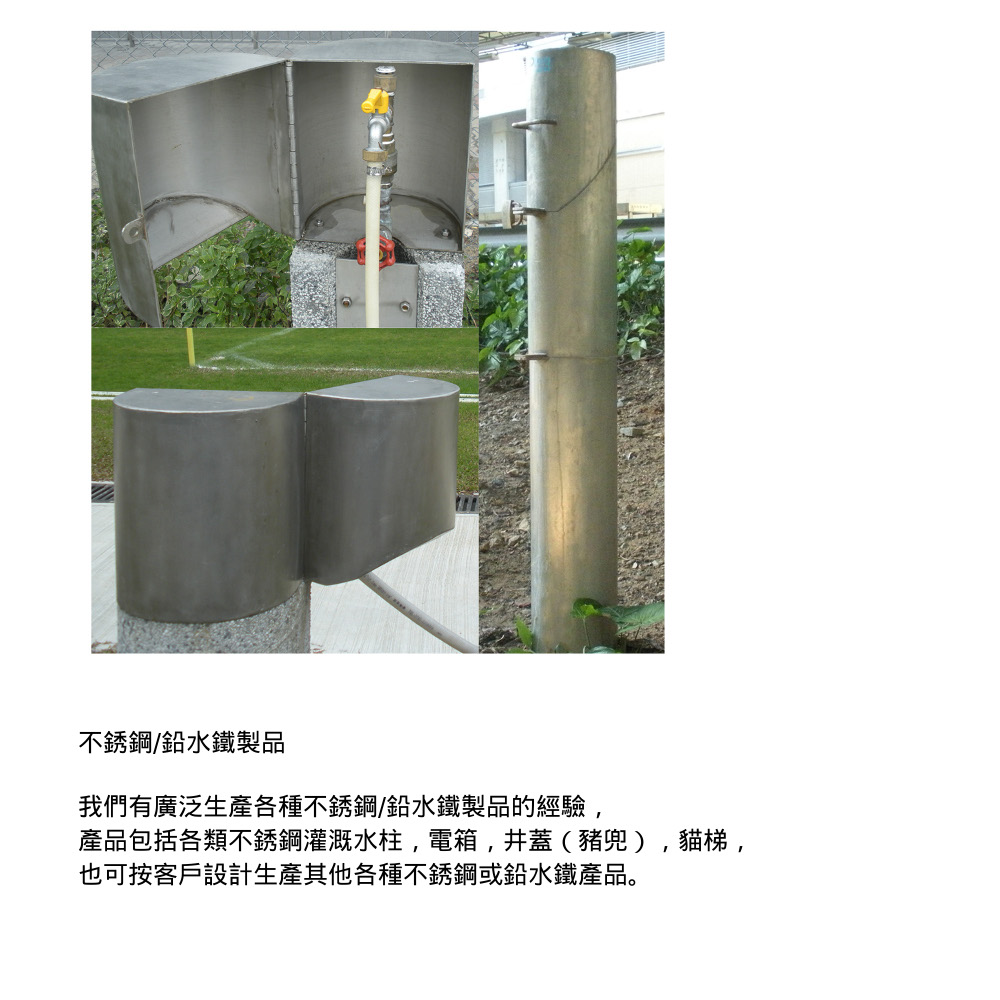 不銹鋼/鉛水鐵製品
我們有廣泛生產各種不銹鋼/鉛水鐵製品的經驗，
產品包括各類不銹鋼灌溉水柱，電箱，井蓋（豬兜），貓梯，
也可按客戶設計生產其他各種不銹鋼或鉛水鐵產品。